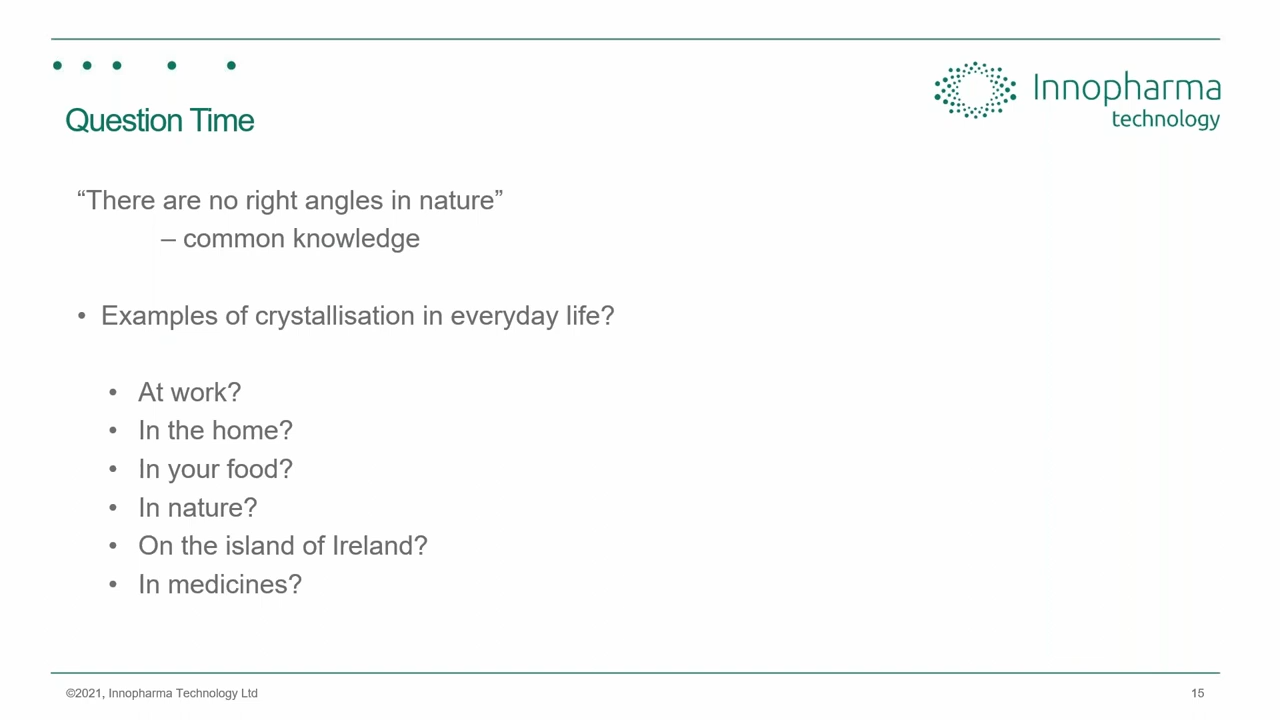 Innopharma
technology
Question Time
“There are no right angles in nature”
– common knowledge
• Examples of crystallisation in everyday life?
• At work?
• In the home?
• In your food?
• In nature?
• On the island of Ireland?
• In medicines?
©2021, Innopharma Technology Ltd
15